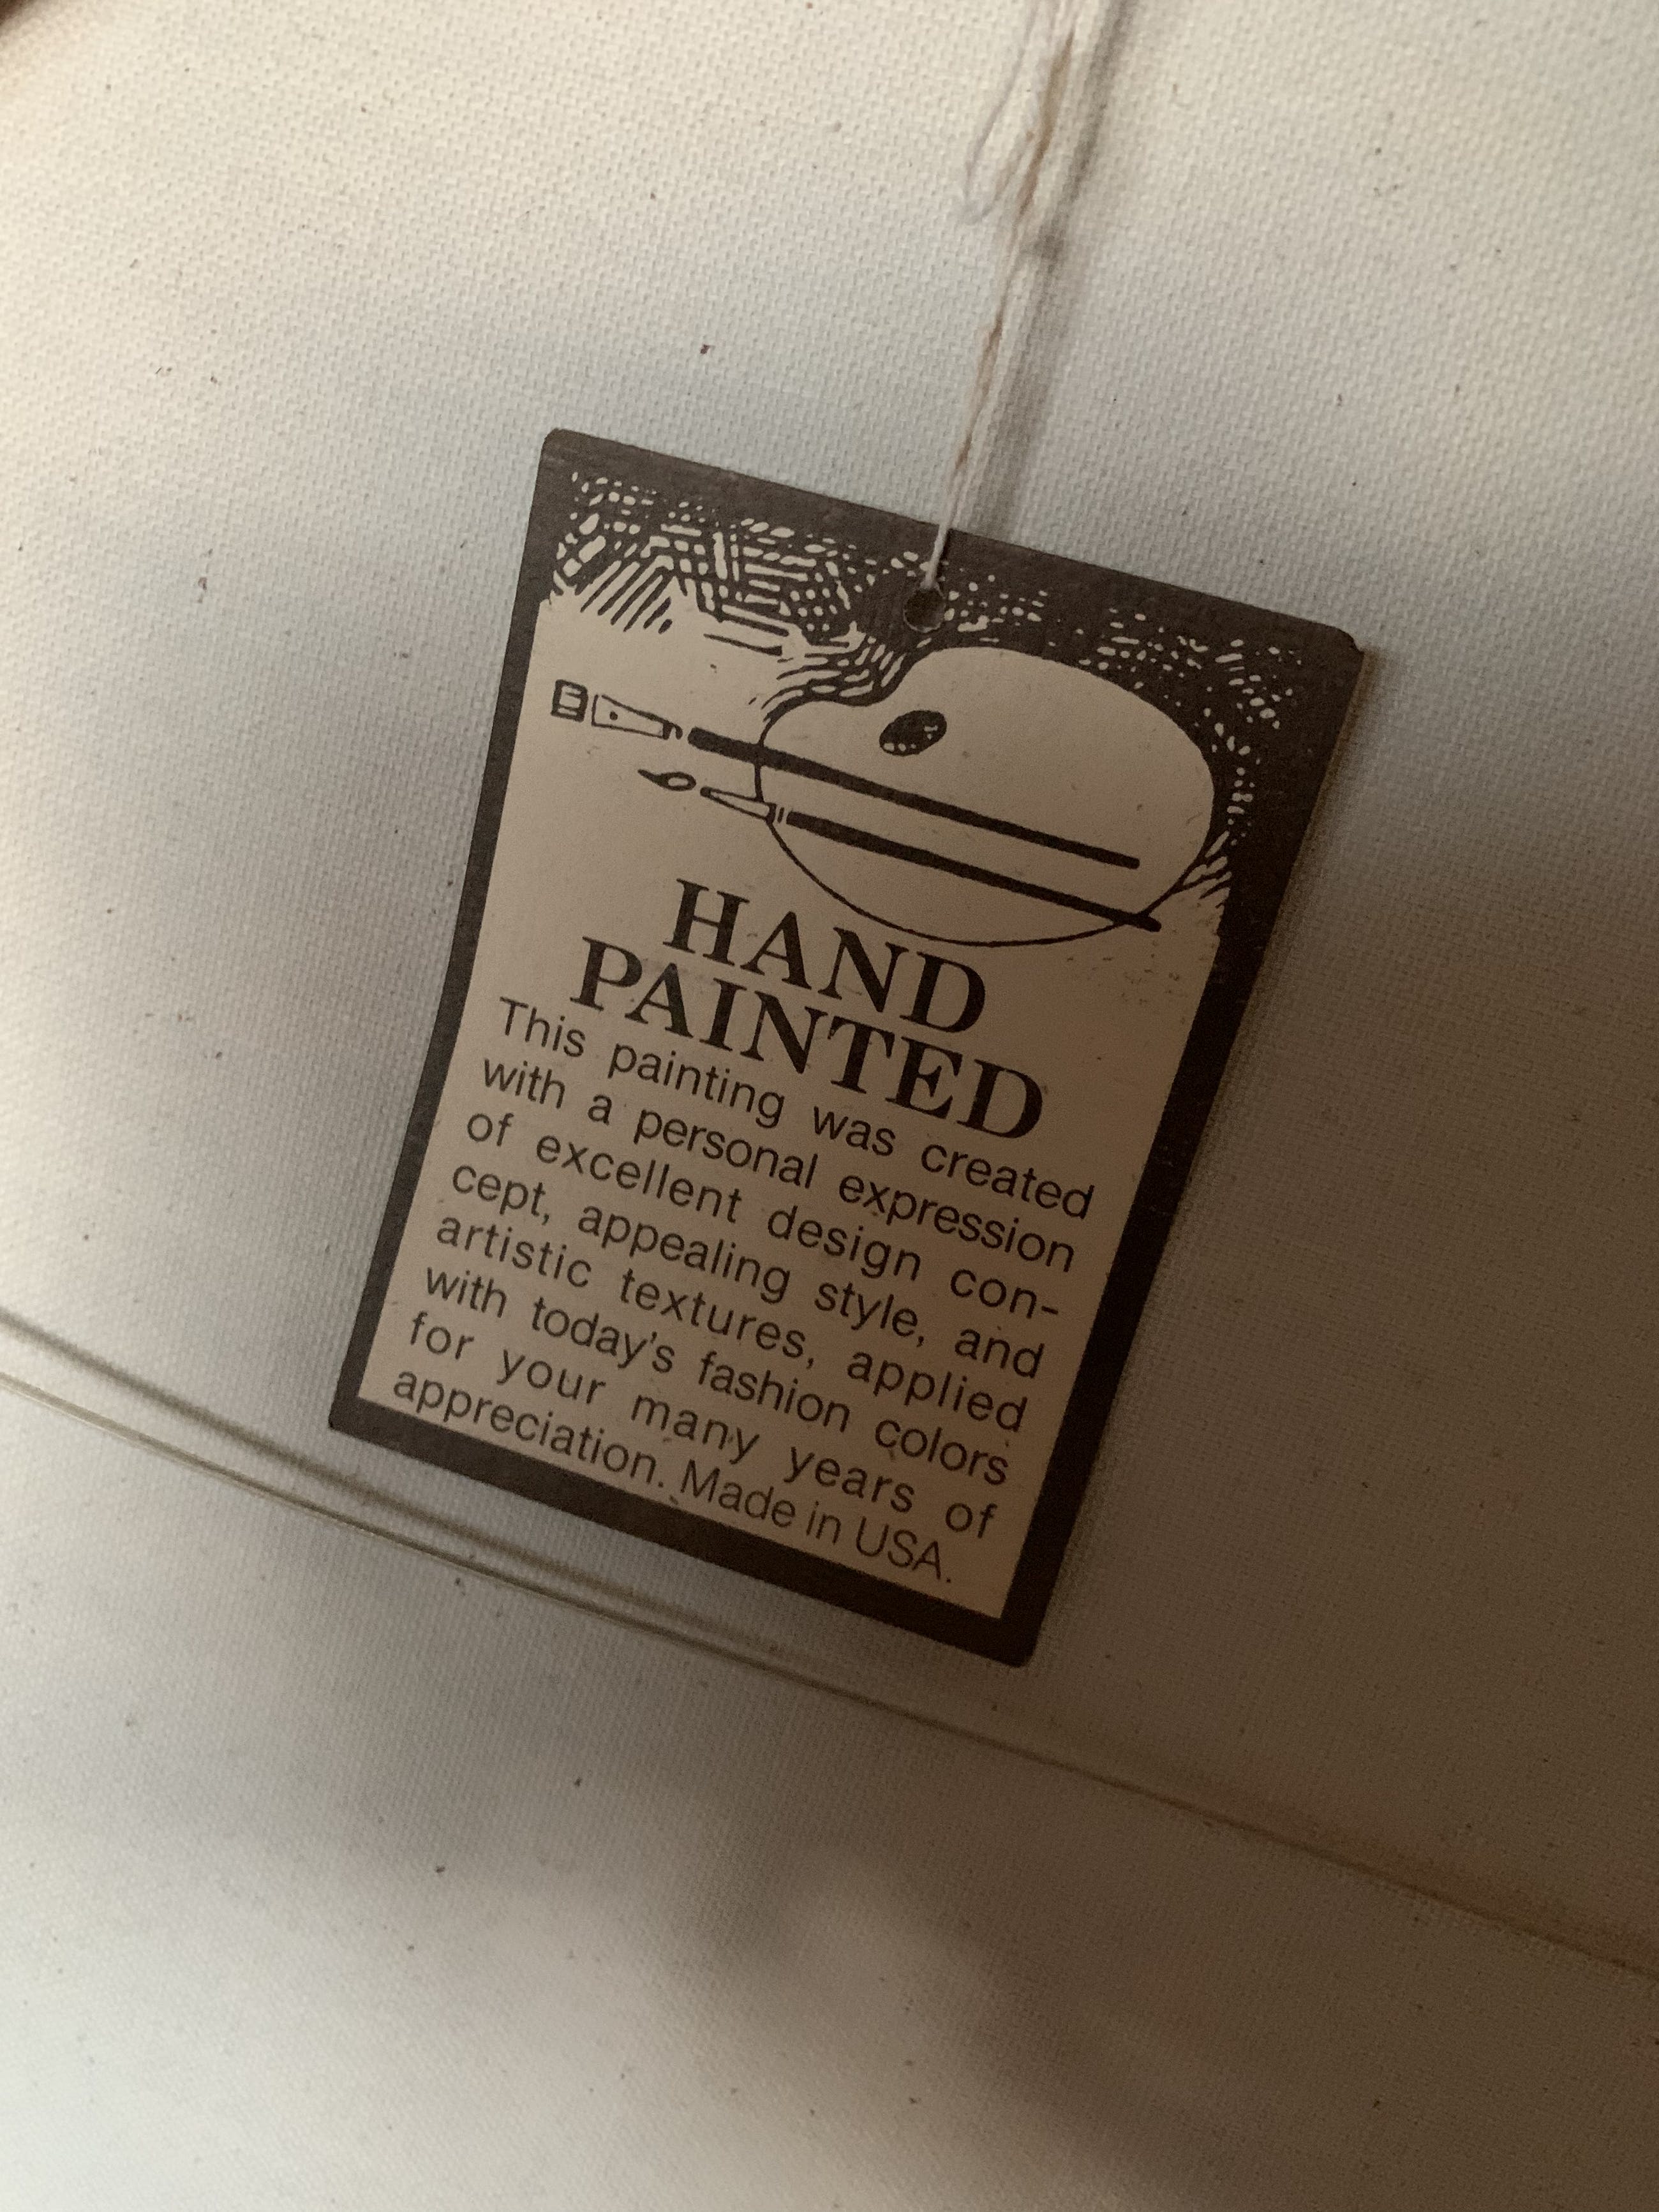 HAND
PAINTED
This painting was created
with a personal expression
of excellent design con-
cept, appealing style, and
artistic textures, applied
with today's fashion colors
for your many years of
appreciation. Made in USA.